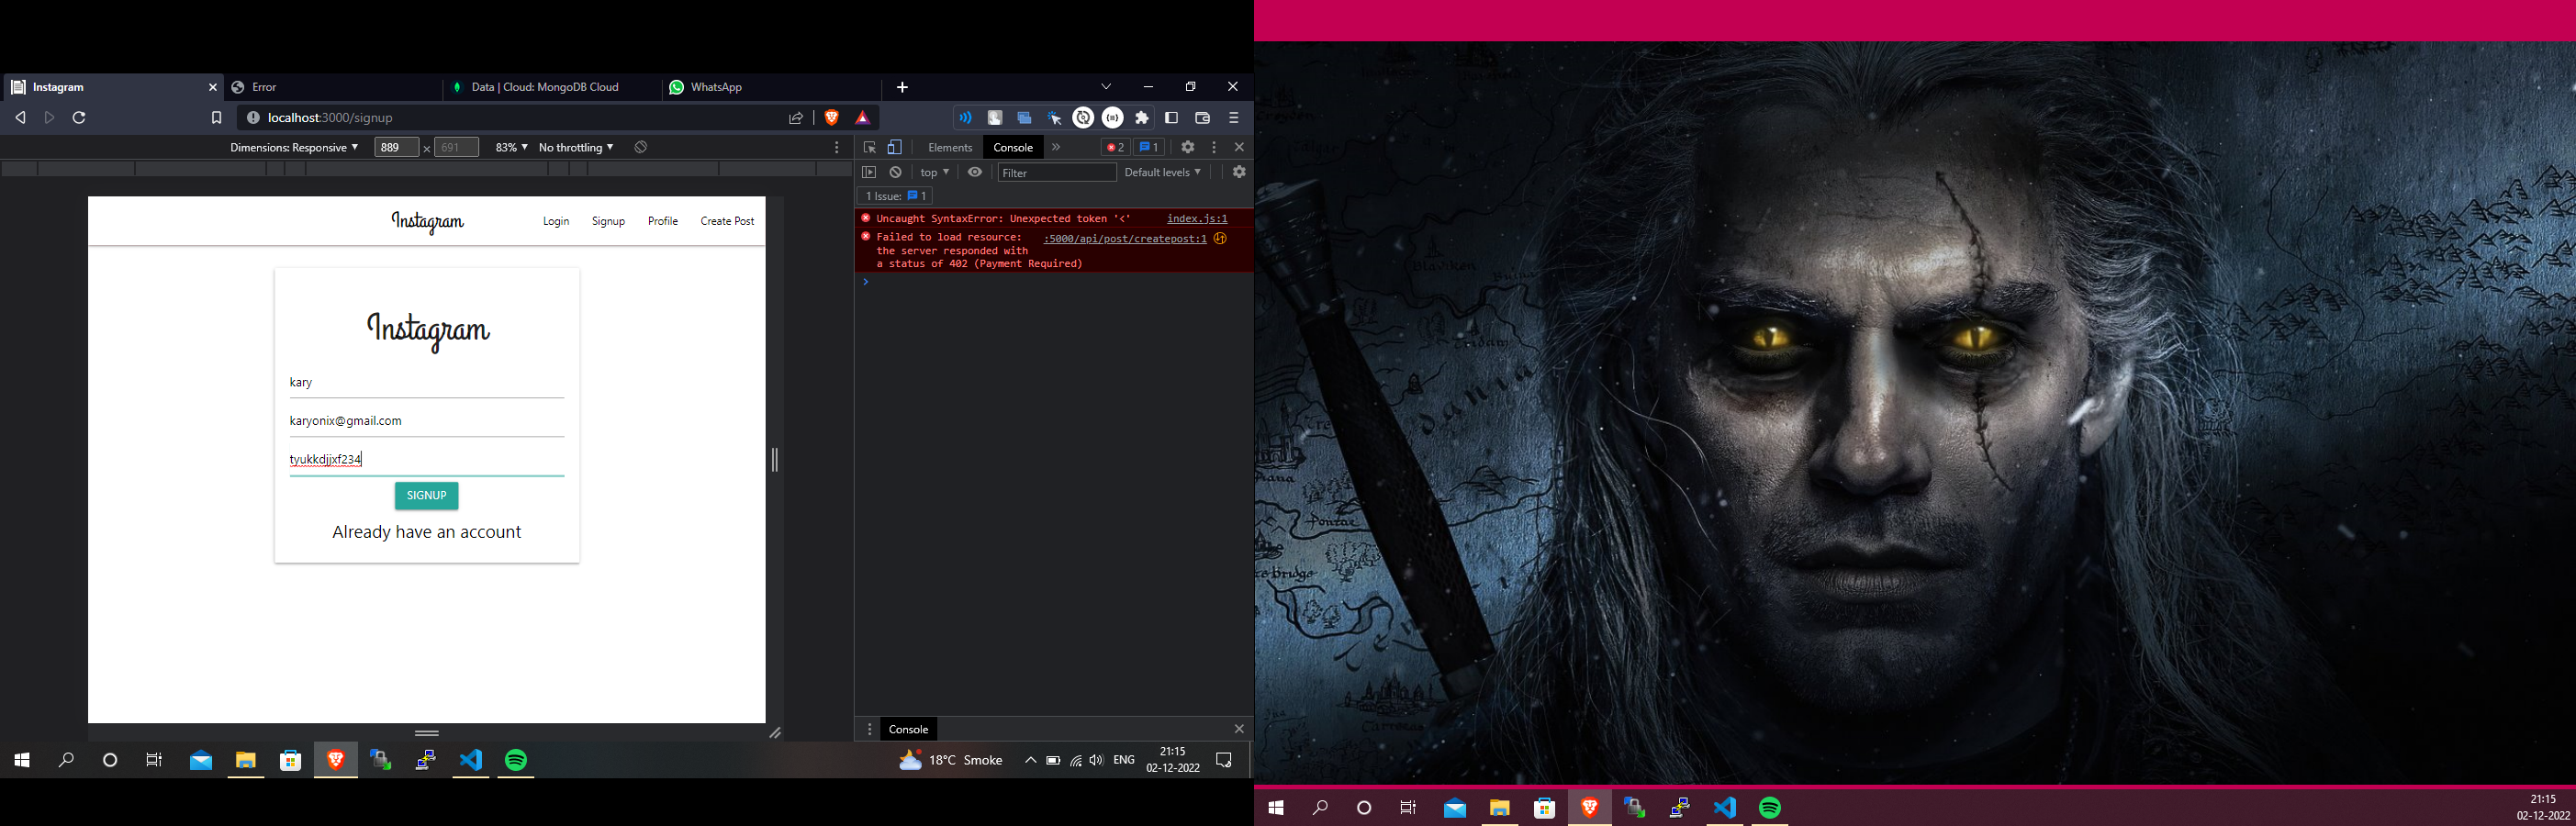 Instagram
Error
Data | Cloud: MongoDB Cloud
WhatsApp
localhost:3000/signup
Dimensions: Responsive
889 × 691
83%
No throttling
Elements
Console
2
1
top
Filter
Default levels
1 Issue: 1
Instagram
Login
Signup
Profile
Create Post
Uncaught SyntaxError: Unexpected token '<'
index.js:1
Failed to load resource: the server responded with a status of 402 (Payment Required)
:5000/api/post/createpost:1
Instagram
kary
karyonix@gmail.com
tyukkdjjxf234
SIGNUP
Already have an account
Console
18°C Smoke
ENG
21:15
02-12-2022
Blaviken
dania
Pontar
21:15
02-12-2022